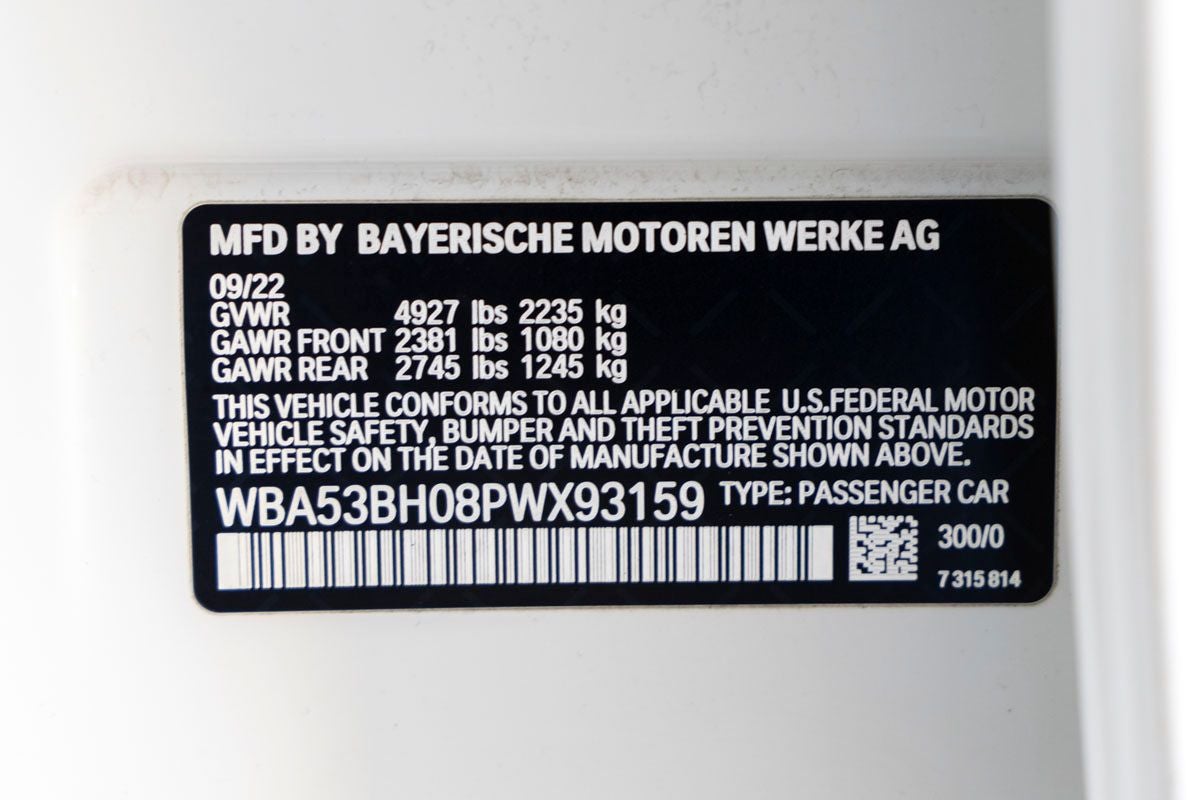 MFD BY BAYERISCHE MOTOREN WERKE AG
09/22
GVWR 4927 lbs 2235 kg
GAWR FRONT 2381 lbs 1080 kg
GAWR REAR 2745 lbs 1245 kg
THIS VEHICLE CONFORMS TO ALL APPLICABLE U.S.FEDERAL MOTOR
VEHICLE SAFETY, BUMPER AND THEFT PREVENTION STANDARDS
IN EFFECT ON THE DATE OF MANUFACTURE SHOWN ABOVE.
WBA53BH08PWX93159 TYPE: PASSENGER CAR
300/0
7 315 814